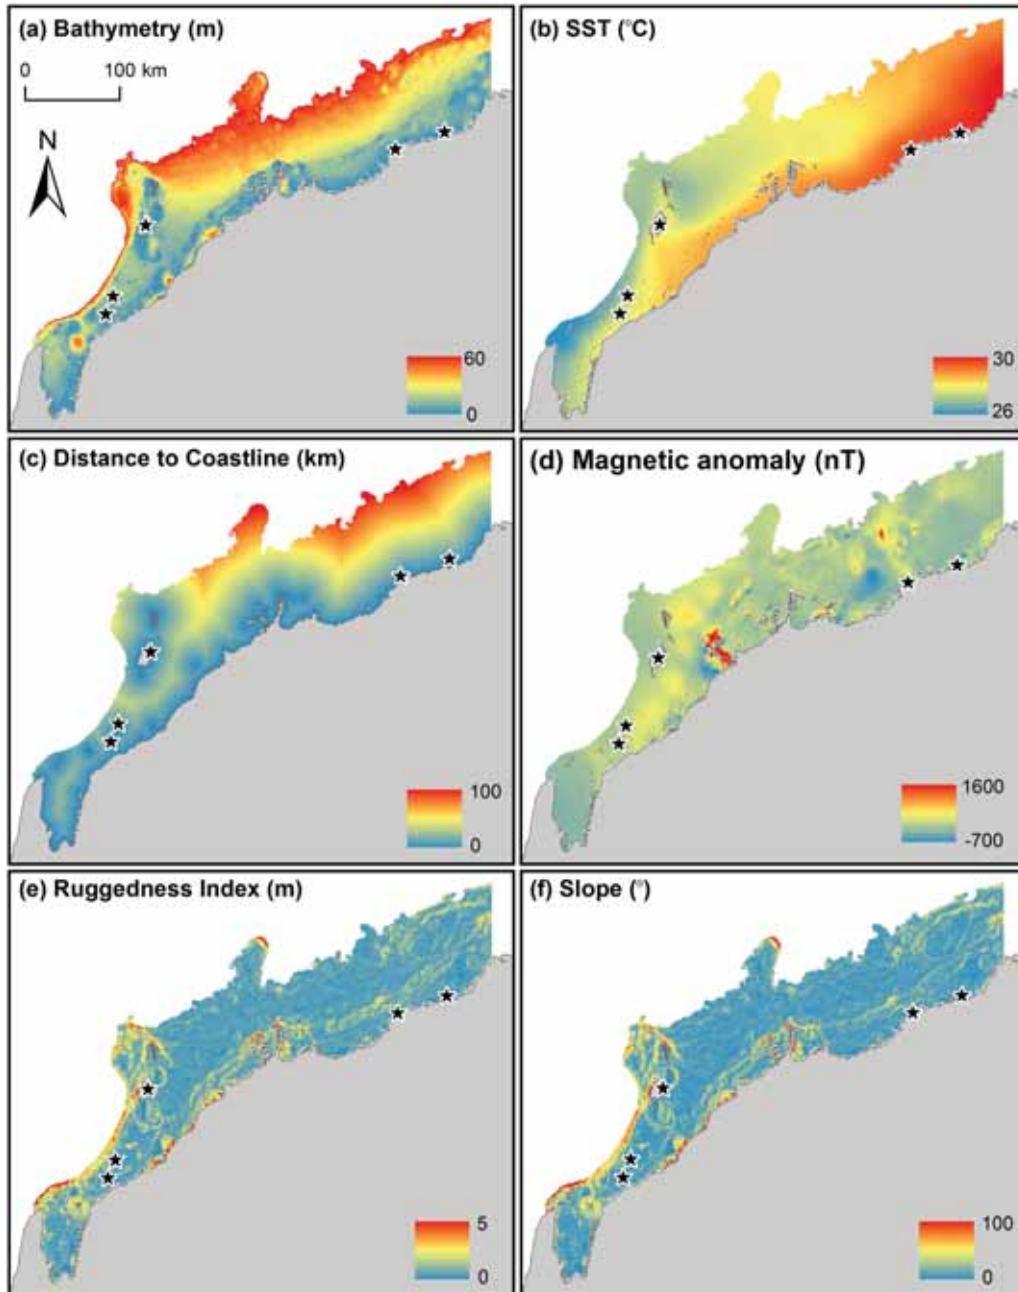 (a) Bathymetry (m)
0 100 km
N
60
0
(b) SST (°C)
30
26
(c) Distance to Coastline (km)
100
0
(d) Magnetic anomaly (nT)
1600
-700
(e) Ruggedness Index (m)
5
0
(f) Slope (°)
100
0